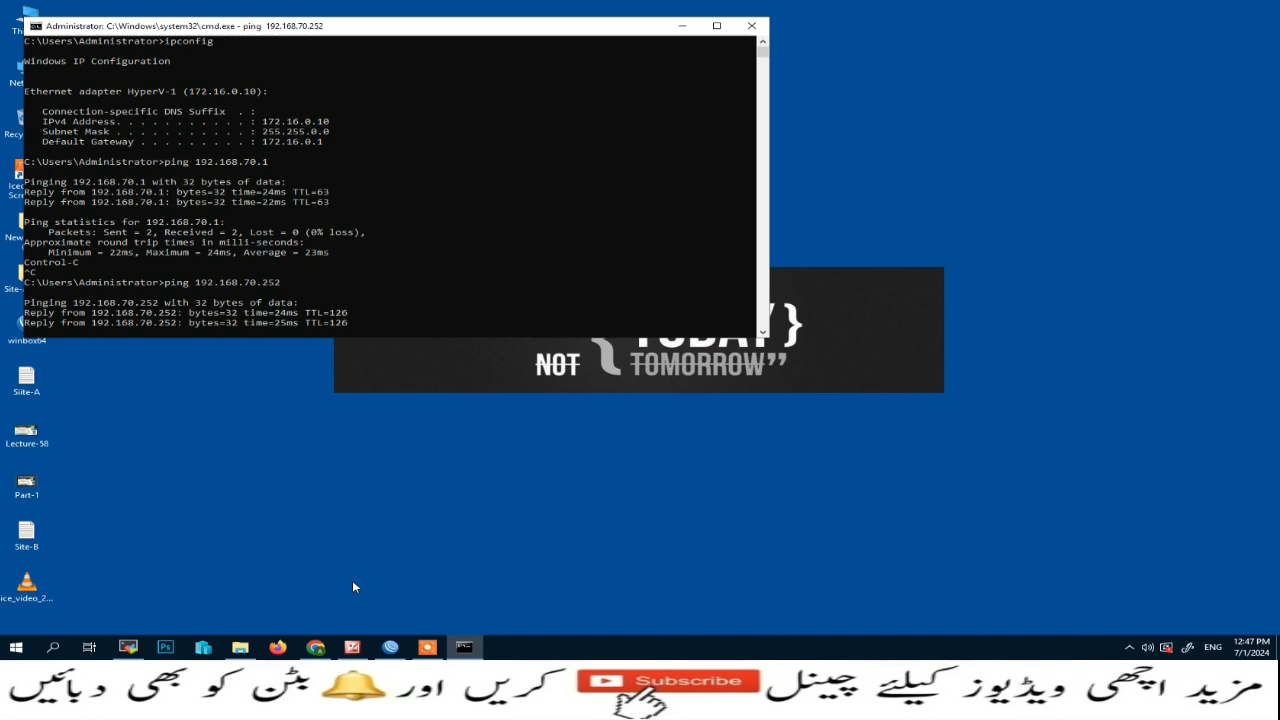 Administrator: C:\Windows\system32\cmd.exe - ping 192.168.70.252
C:\Users\Administrator>ipconfig
Windows IP Configuration
Ethernet adapter HyperV-1 (172.16.0.10):
Connection-specific DNS Suffix . :
IPv4 Address. . . . . . . . . . . : 172.16.0.10
Subnet Mask . . . . . . . . . . . : 255.255.0.0
Default Gateway . . . . . . . . . : 172.16.0.1
C:\Users\Administrator>ping 192.168.70.1
Pinging 192.168.70.1 with 32 bytes of data:
Reply from 192.168.70.1: bytes=32 time=24ms TTL=63
Reply from 192.168.70.1: bytes=32 time=22ms TTL=63
Ping statistics for 192.168.70.1:
Packets: Sent = 2, Received = 2, Lost = 0 (0% loss),
Approximate round trip times in milli-seconds:
Minimum = 22ms, Maximum = 24ms, Average = 23ms
Control-C
^C
C:\Users\Administrator>ping 192.168.70.252
Pinging 192.168.70.252 with 32 bytes of data:
Reply from 192.168.70.252: bytes=32 time=24ms TTL=126
Reply from 192.168.70.252: bytes=32 time=25ms TTL=126
TODAY }
NOT { TOMORROW”
winbox64
Siite-A
Lecture-58
Part-1
Site-B
ice_video_2...
Ps
ENG
12:47 PM
7/1/2024
مزید اچھی ویڈیوز کیلئے چینل Subscribe کریں اور بٹن کو بھی دبائیں